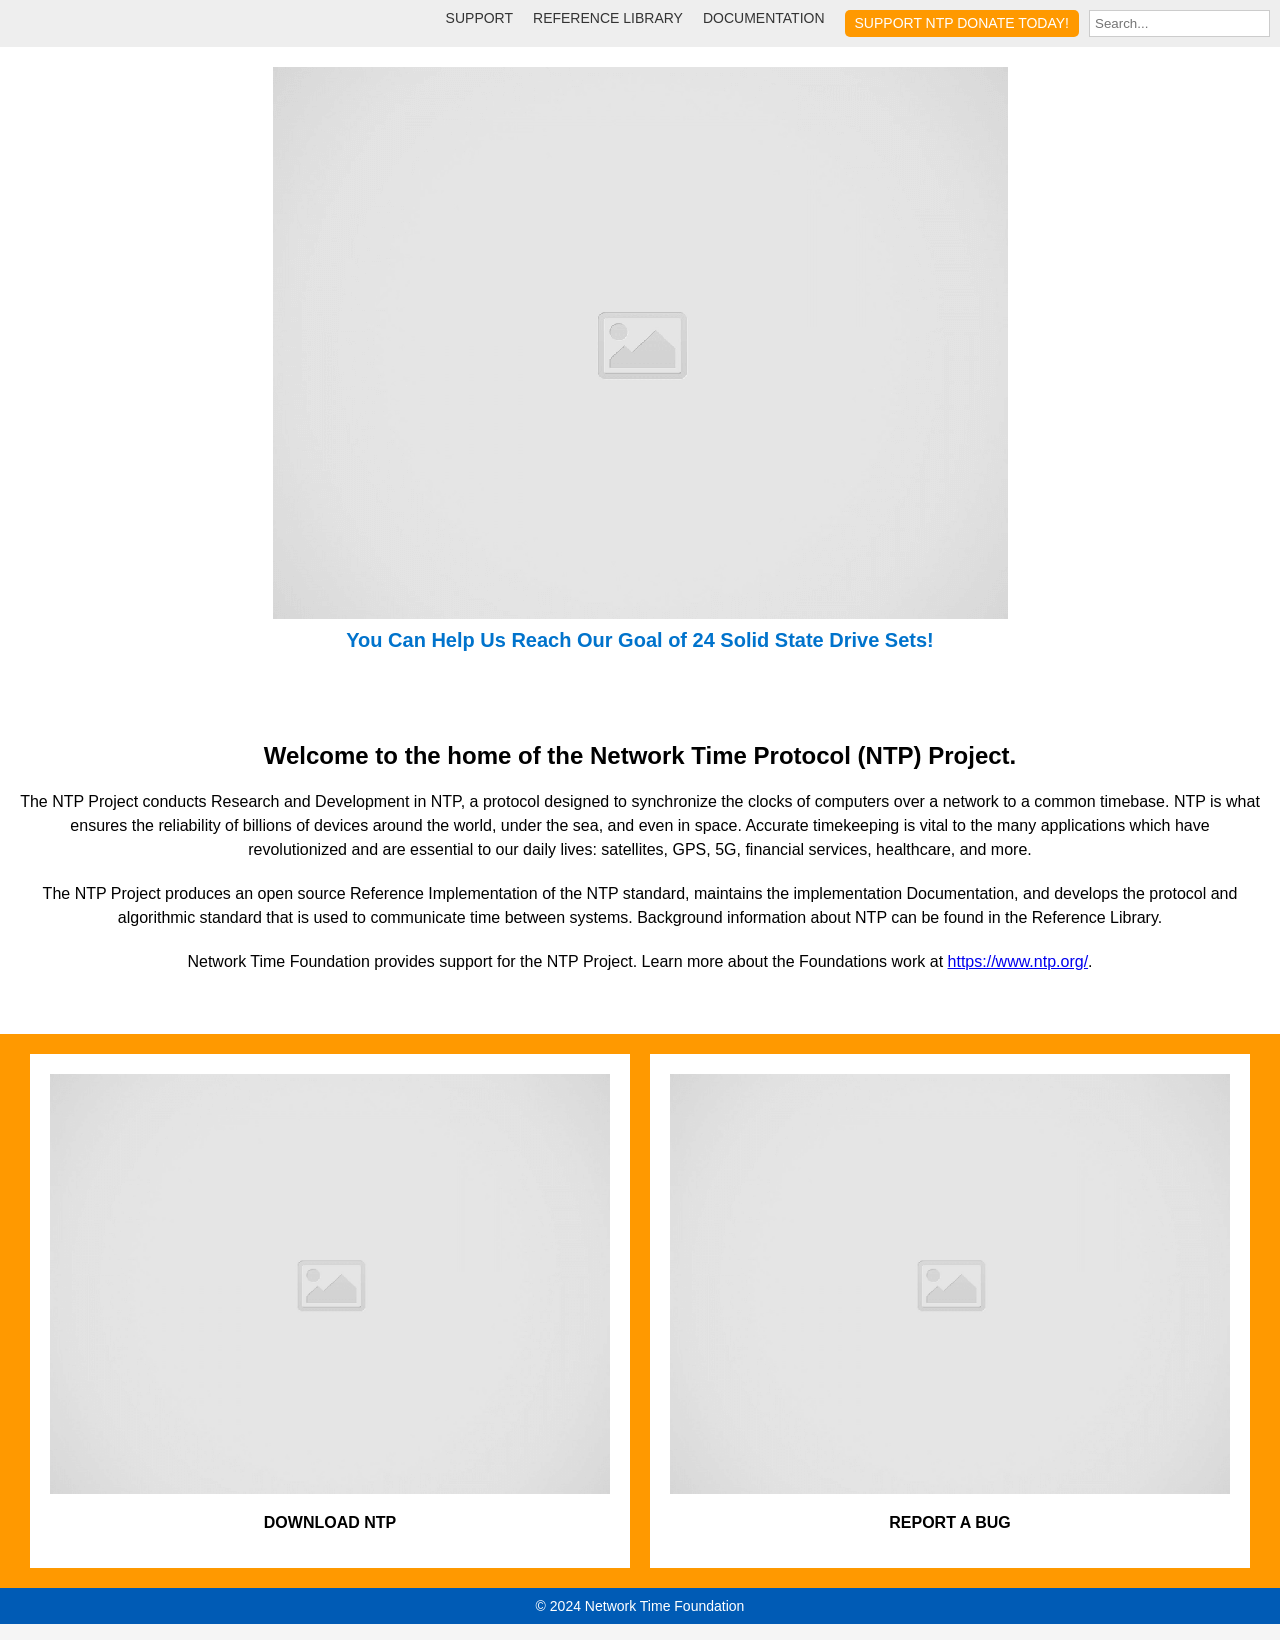 SUPPORT REFERENCE LIBRARY DOCUMENTATION SUPPORT NTP DONATE TODAY! Search...
You Can Help Us Reach Our Goal of 24 Solid State Drive Sets!
Welcome to the home of the Network Time Protocol (NTP) Project.
The NTP Project conducts Research and Development in NTP, a protocol designed to synchronize the clocks of computers over a network to a common timebase. NTP is what
ensures the reliability of billions of devices around the world, under the sea, and even in space. Accurate timekeeping is vital to the many applications which have
revolutionized and are essential to our daily lives: satellites, GPS, 5G, financial services, healthcare, and more.
The NTP Project produces an open source Reference Implementation of the NTP standard, maintains the implementation Documentation, and develops the protocol and
algorithmic standard that is used to communicate time between systems. Background information about NTP can be found in the Reference Library.
Network Time Foundation provides support for the NTP Project. Learn more about the Foundations work at https://www.ntp.org/.
DOWNLOAD NTP
REPORT A BUG
© 2024 Network Time Foundation